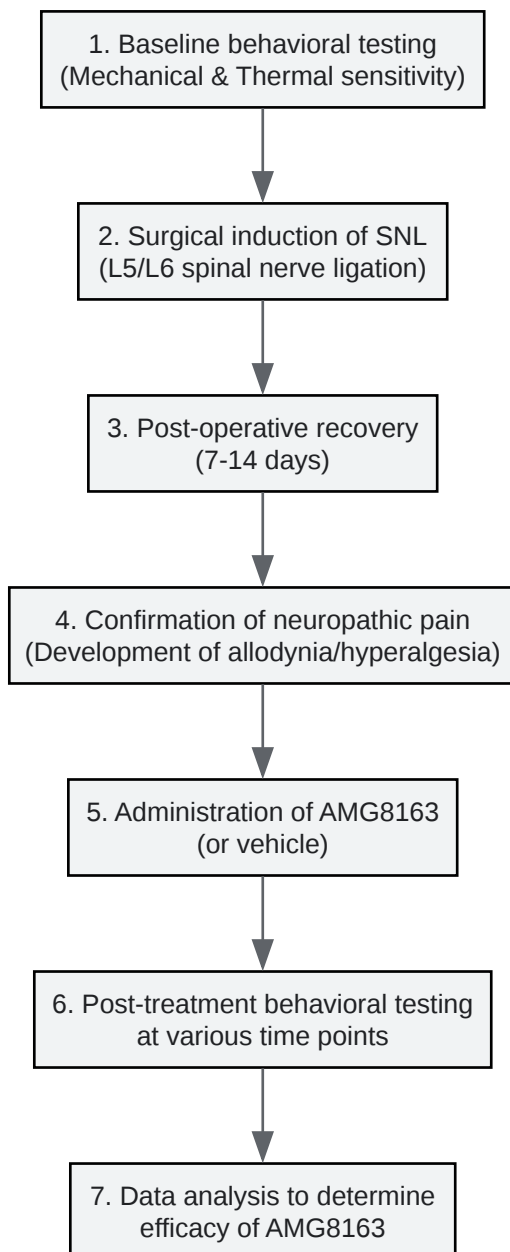 1. Baseline behavioral testing
(Mechanical & Thermal sensitivity)
2. Surgical induction of SNL
(L5/L6 spinal nerve ligation)
3. Post-operative recovery
(7-14 days)
4. Confirmation of neuropathic pain
(Development of allodynia/hyperalgesia)
5. Administration of AMG8163
(or vehicle)
6. Post-treatment behavioral testing
at various time points
7. Data analysis to determine
efficacy of AMG8163